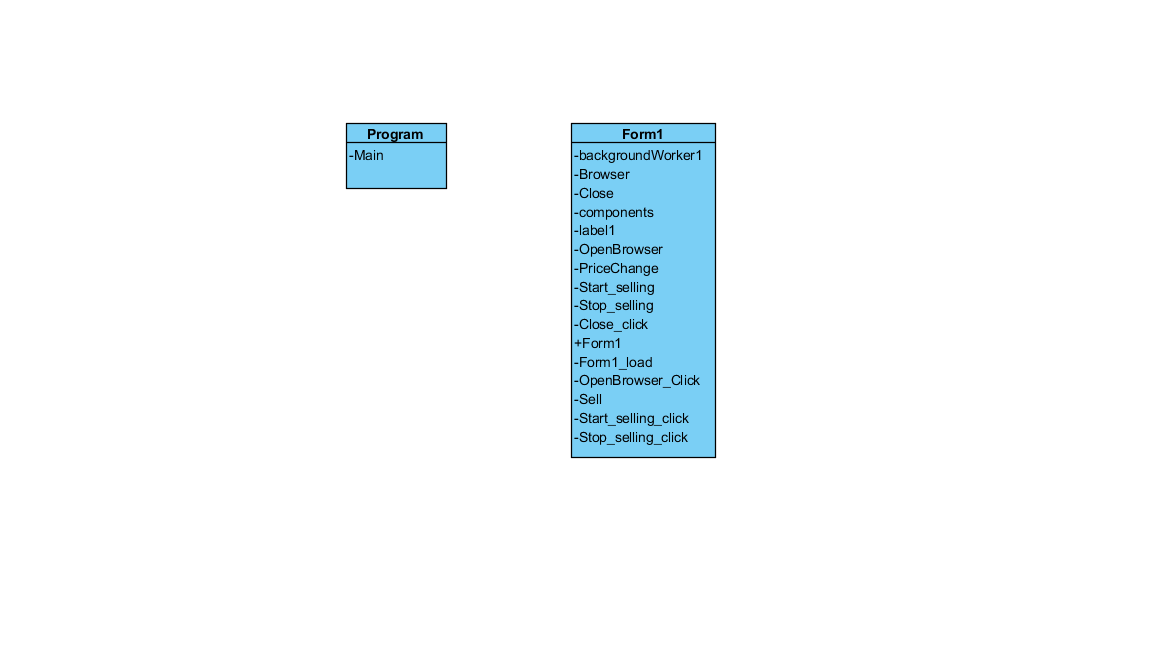 Program
-Main
Form1
-backgroundWorker1
-Browser
-Close
-components
-label1
-OpenBrowser
-PriceChange
-Start_selling
-Stop_selling
-Close_click
+Form1
-Form1_load
-OpenBrowser_Click
-Sell
-Start_selling_click
-Stop_selling_click